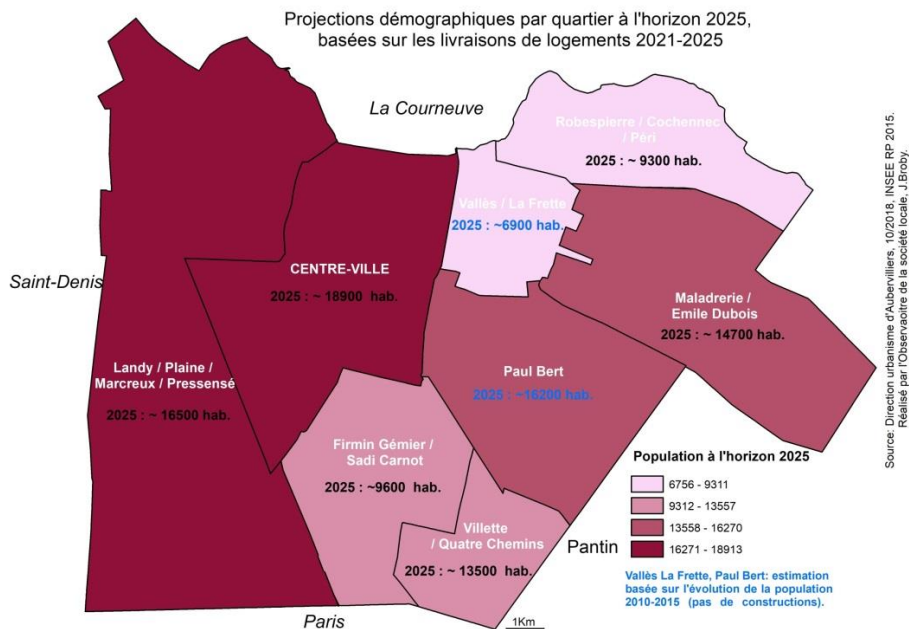 Projections démographiques par quartier à l'horizon 2025,
basées sur les livraisons de logements 2021-2025
La Courneuve
Robespierre / Cochennec
/ Péri
2025 : ~ 9300 hab.
Vallès / La Frette
2025 : ~6900 hab.
CENTRE-VILLE
2025 : ~ 18900 hab.
Saint-Denis
Maladrerie /
Emile Dubois
2025 : ~ 14700 hab.
Landy / Plaine /
Marcreux / Pressensé
2025 : ~ 16500 hab.
Paul Bert
2025 : ~16200 hab.
Firmin Gémier /
Sadi Carnot
2025 : ~9600 hab.
Villette
/ Quatre Chemins
2025 : ~ 13500 hab.
Pantin
Paris
1Km
Population à l'horizon 2025
6756 - 9311
9312 - 13557
13558 - 16270
16271 - 18913
Vallès La Frette, Paul Bert: estimation
basée sur l'évolution de la population
2010-2015 (pas de constructions).
Source: Direction urbanisme d'Aubervilliers, 10/2018, INSEE RP 2015.
Réalisé par l'Observaoitre de la société locale, J.Broby.